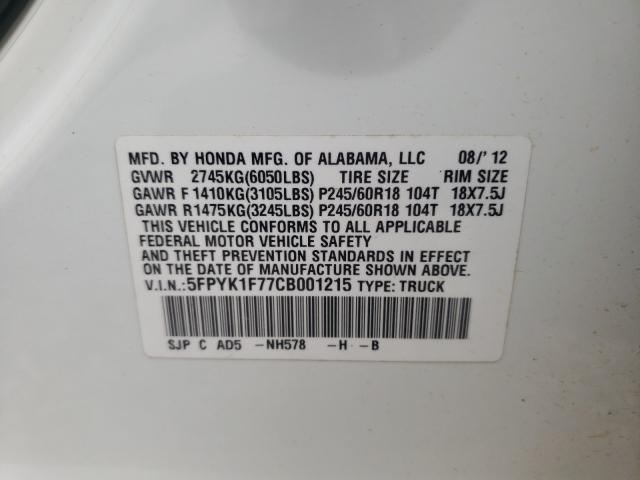 MFD. BY HONDA MFG. OF ALABAMA, LLC 08/'12
GVWR 2745KG(6050LBS) TIRE SIZE RIM SIZE
GAWR F 1410KG(3105LBS) P245/60R18 104T 18X7.5J
GAWR R1475KG(3245LBS) P245/60R18 104T 18X7.5J
THIS VEHICLE CONFORMS TO ALL APPLICABLE
FEDERAL MOTOR VEHICLE SAFETY
AND THEFT PREVENTION STANDARDS IN EFFECT
ON THE DATE OF MANUFACTURE SHOWN ABOVE.
V.I.N.:5FPYK1F77CB001215 TYPE: TRUCK
SJP C AD5 -NH578 -H -B